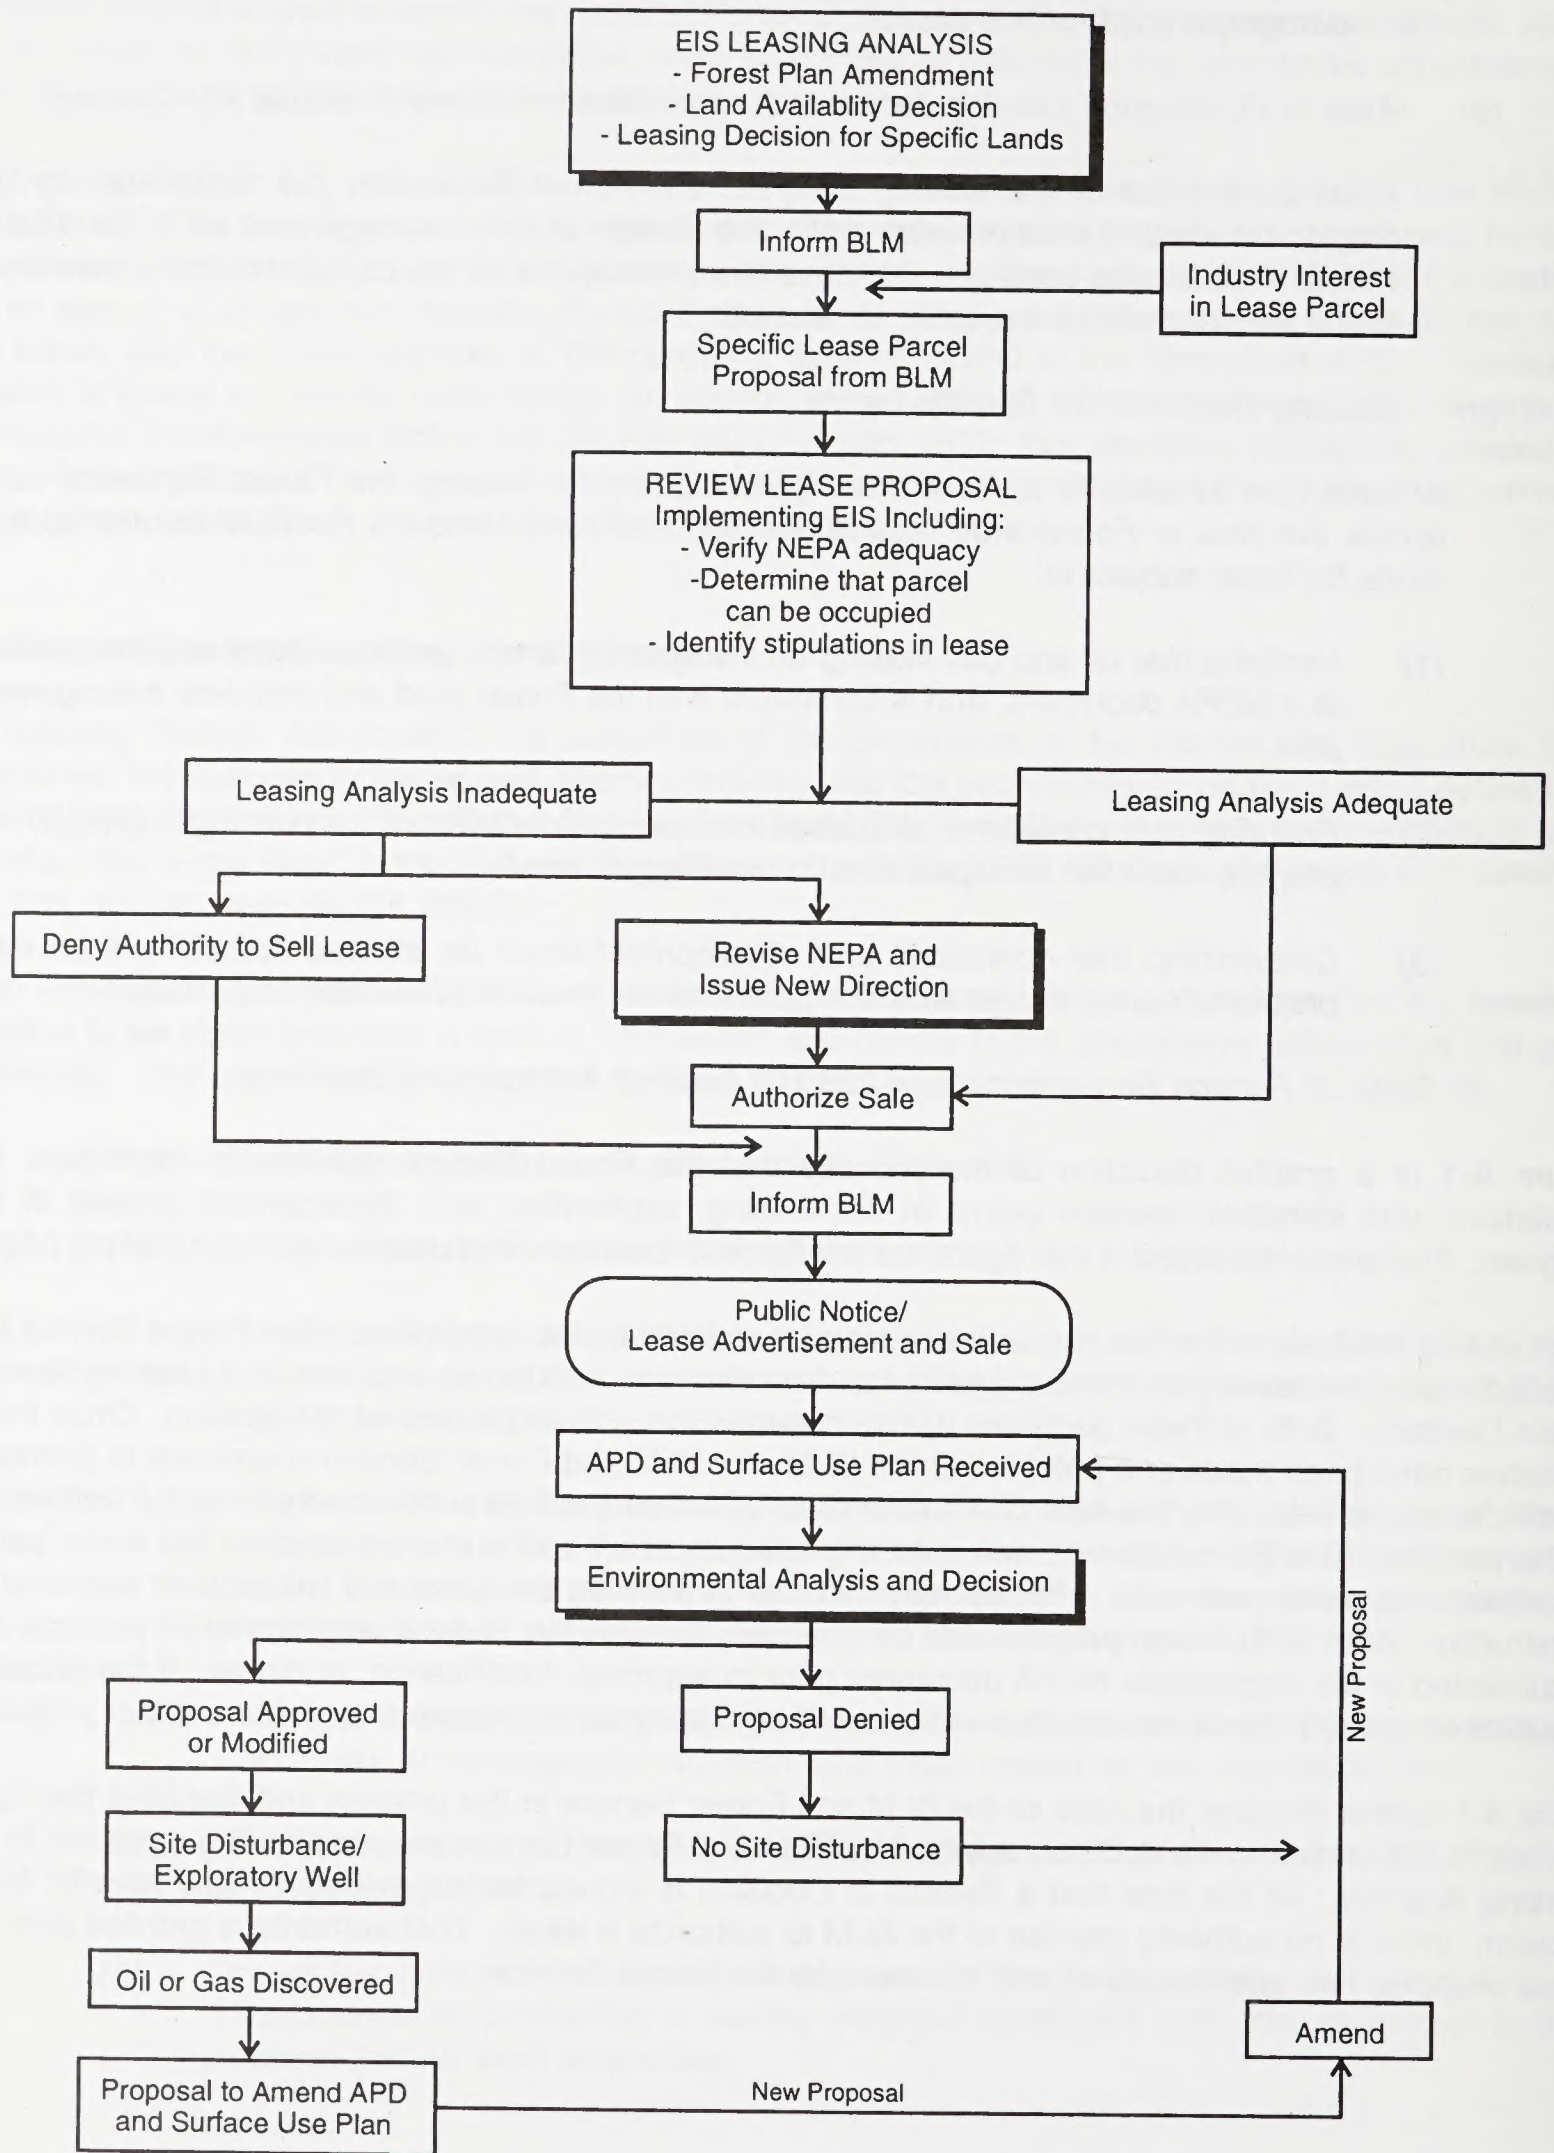 EIS LEASING ANALYSIS
- Forest Plan Amendment
- Land Availablity Decision
- Leasing Decision for Specific Lands
Inform BLM
Industry Interest
in Lease Parcel
Specific Lease Parcel
Proposal from BLM
REVIEW LEASE PROPOSAL
Implementing EIS Including:
- Verify NEPA adequacy
-Determine that parcel
can be occupied
- Identify stipulations in lease
Leasing Analysis Inadequate
Leasing Analysis Adequate
Deny Authority to Sell Lease
Revise NEPA and
Issue New Direction
Authorize Sale
Inform BLM
Public Notice/
Lease Advertisement and Sale
APD and Surface Use Plan Received
Environmental Analysis and Decision
Proposal Approved
or Modified
Proposal Denied
New Proposal
Site Disturbance/
Exploratory Well
No Site Disturbance
Oil or Gas Discovered
Amend
Proposal to Amend APD
and Surface Use Plan
New Proposal